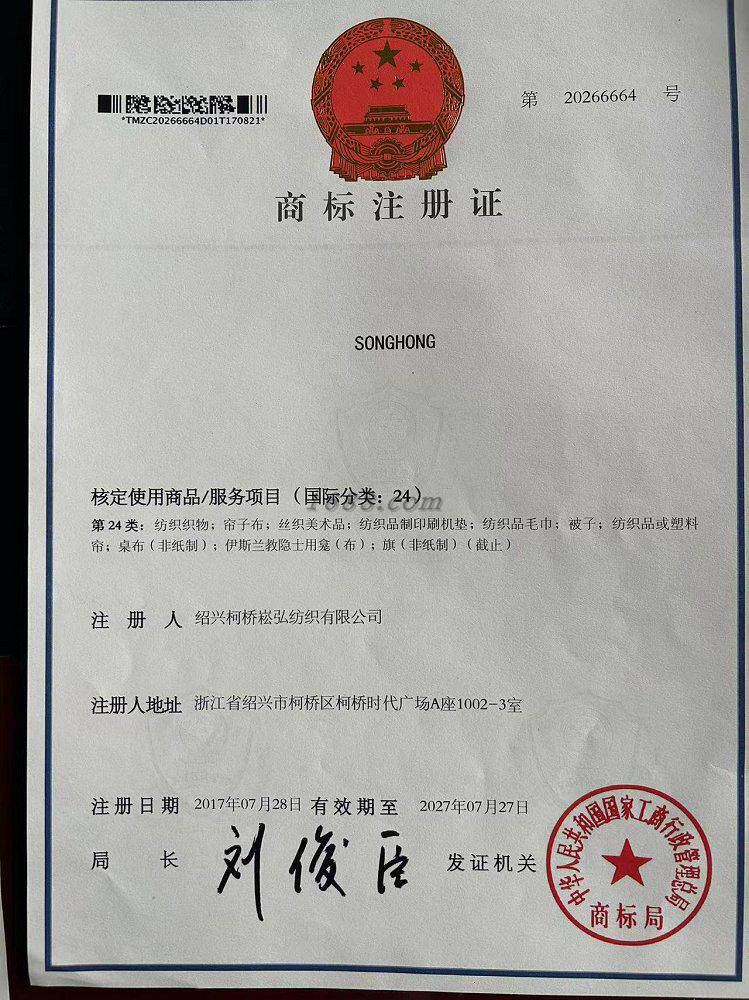 第 20266664 号
*TMZC20266664D01T170821*
商标注册证
SONGHONG
核定使用商品/服务项目（国际分类：24）
1688.com
第24类：纺织织物；帘子布；丝织美术品；纺织品制印刷机垫；纺织品毛巾；被子；纺织品或塑料
帘；桌布（非纸制）；伊斯兰教隐士用龛（布）；旗（非纸制）（截止）
注 册 人 绍兴柯桥崧弘纺织有限公司
注册人地址 浙江省绍兴市柯桥区柯桥时代广场A座1002-3室
注册日期 2017年07月28日 有效期至 2027年07月27日
局 长 刘俊臣 发证机关
中华人民共和国国家工商行政管理总局
商标局